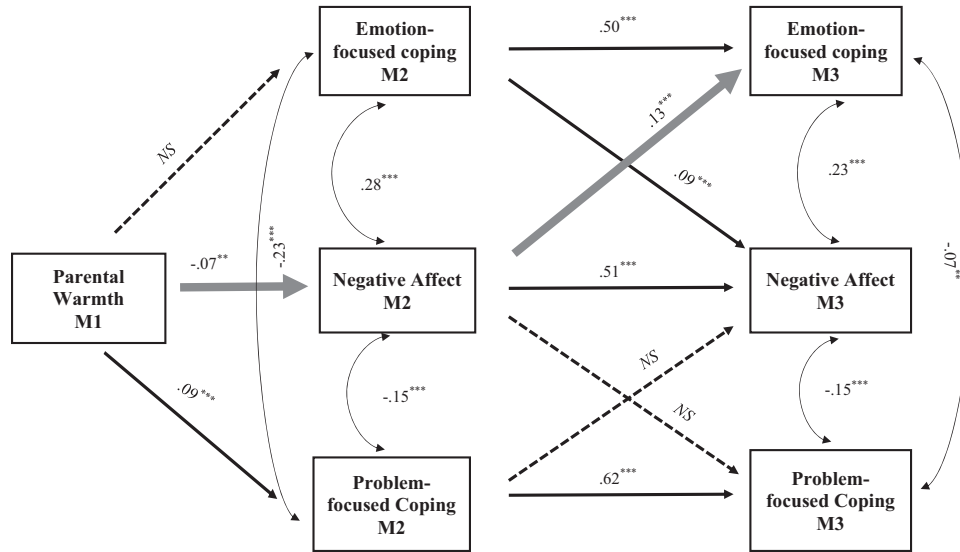 Emotion-
focused coping
M2
Emotion-
focused coping
M3
.50***
NS
.13***
.09***
.28***
.23***
Parental
Warmth
M1
-.07**
-.23***
Negative Affect
M2
.51***
Negative Affect
M3
-.07**
.09***
-.15***
NS
NS
-.15***
Problem-
focused Coping
M2
.62***
Problem-
focused Coping
M3